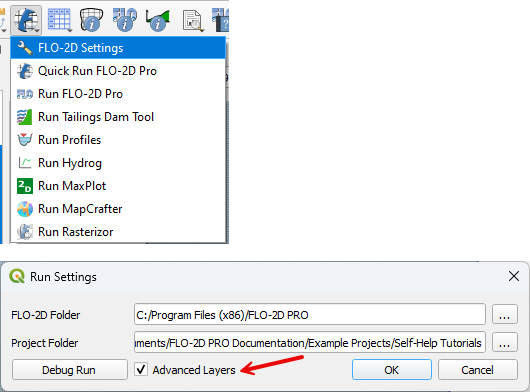 FLO-2D Settings
Quick Run FLO-2D Pro
Run FLO-2D Pro
Run Tailings Dam Tool
Run Profiles
Run Hydrog
2D Run MaxPlot
Run MapCrafter
Run Rasterizor
Run Settings
FLO-2D Folder C:/Program Files (x86)/FLO-2D PRO ...
Project Folder uments/FLO-2D PRO Documentation/Example Projects/Self-Help Tutorials ...
Debug Run Advanced Layers OK Cancel